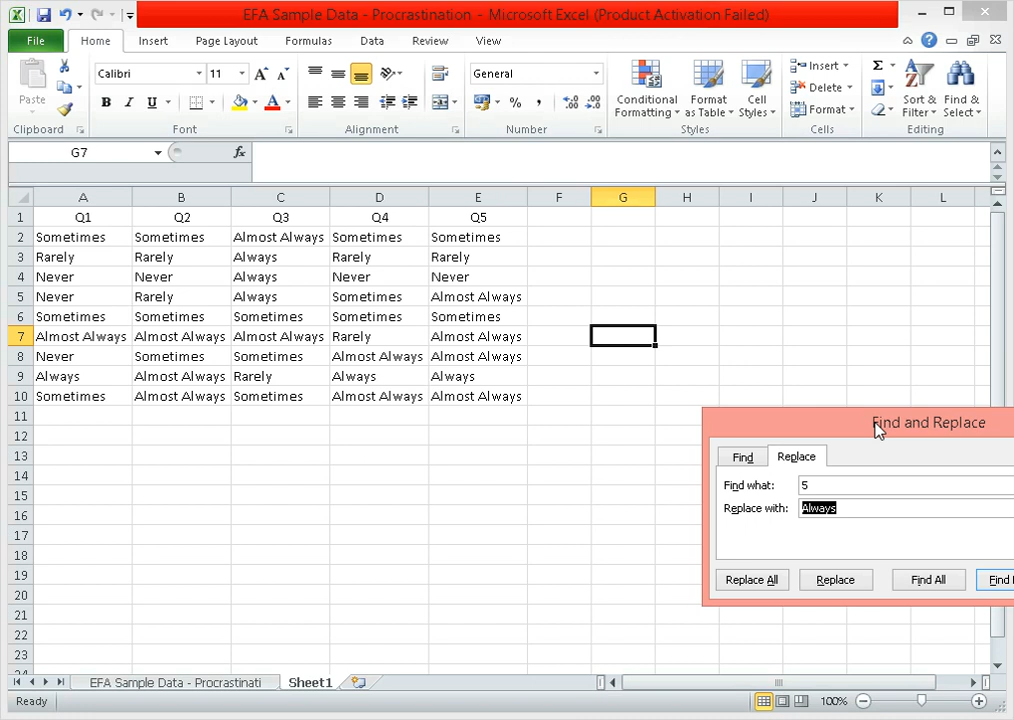 EFA Sample Data - Procrastination - Microsoft Excel (Product Activation Failed)
File Home Insert Page Layout Formulas Data Review View
Calibri 11 General Insert
Paste B I U % , Conditional Formatting Format as Table Cell Styles Delete Format Σ Sort & Filter Find & Select
Clipboard Font Alignment Number Styles Cells Editing
G7 fx
A B C D E F G H I J K L
1 Q1 Q2 Q3 Q4 Q5
2 Sometimes Sometimes Almost Always Sometimes Sometimes
3 Rarely Rarely Always Rarely Rarely
4 Never Never Always Never Never
5 Never Rarely Always Sometimes Almost Always
6 Sometimes Sometimes Sometimes Sometimes Sometimes
7 Almost Always Almost Always Almost Always Rarely Almost Always
8 Never Sometimes Sometimes Almost Always Almost Always
9 Always Almost Always Rarely Always Always
10 Sometimes Almost Always Sometimes Almost Always Almost Always
11
12
13
14
15
16
17
18
19
20
21
22
23
Find and Replace
Find Replace
Find what: 5
Replace with: Always
Replace All Replace Find All Find
EFA Sample Data - Procrastinati Sheet1
Ready 100%